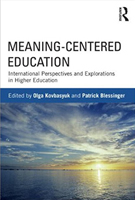 MEANING-CENTERED
EDUCATION
International Perspectives and Explorations
in Higher Education
Edited by Olga Kovbasyuk and Patrick Blessinger